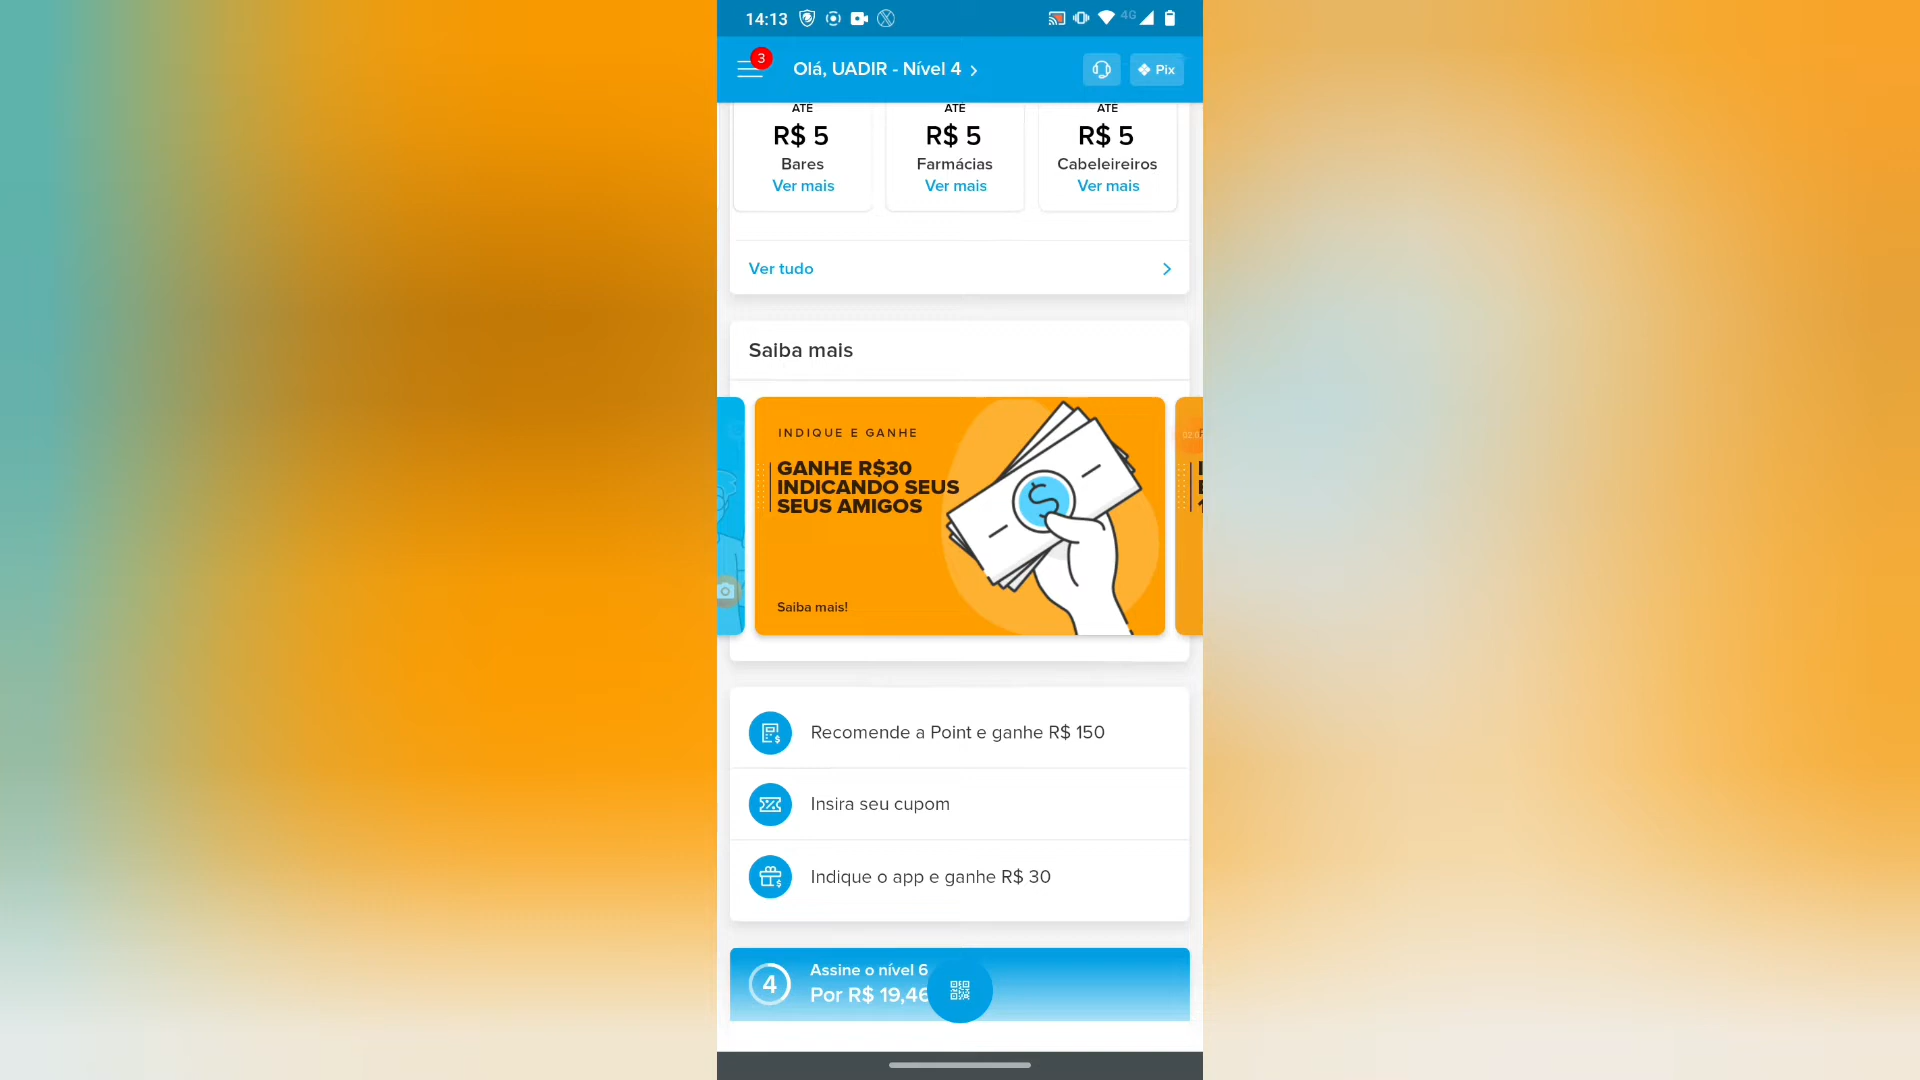 14:13
4G
3
Olá, UADIR - Nível 4
Pix
ATÉ
R$ 5
Bares
Ver mais
ATÉ
R$ 5
Farmácias
Ver mais
ATÉ
R$ 5
Cabeleireiros
Ver mais
Ver tudo
Saiba mais
INDIQUE E GANHE
GANHE R$30
INDICANDO SEUS
SEUS AMIGOS
Saiba mais!
Recomende a Point e ganhe R$ 150
Insira seu cupom
Indique o app e ganhe R$ 30
4
Assine o nível 6
Por R$ 19,46